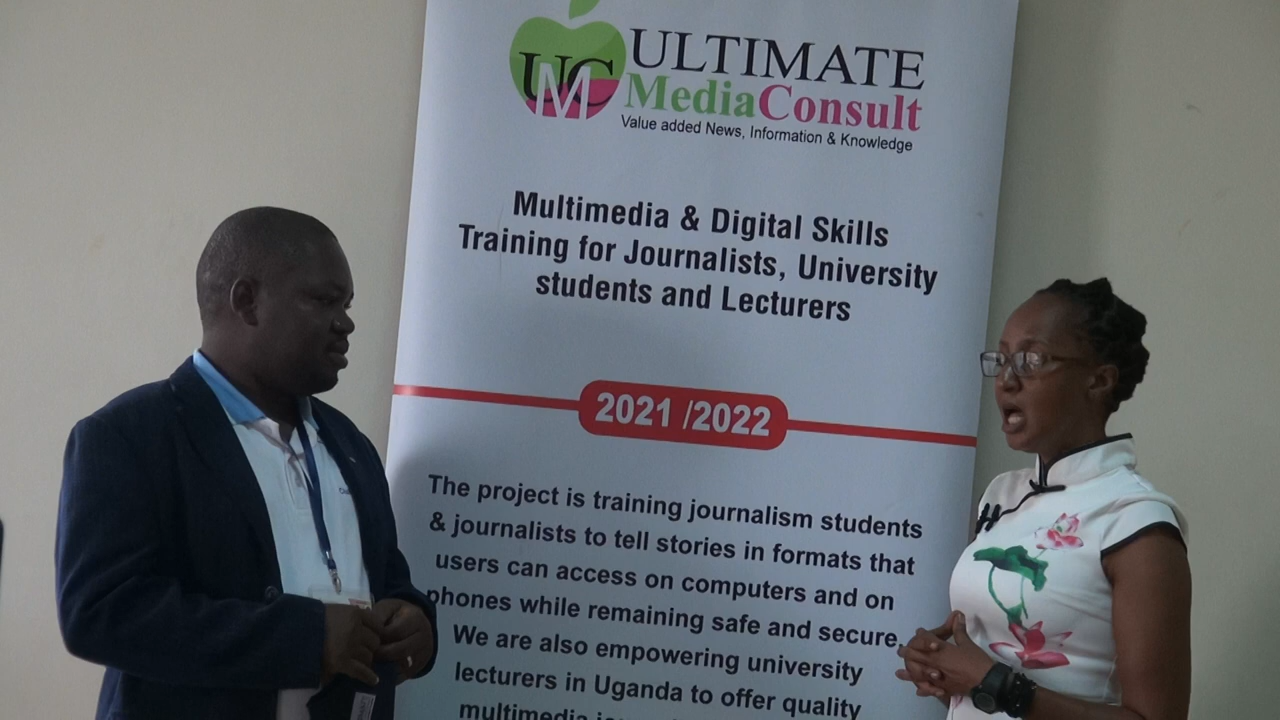 UMC ULTIMATE
MediaConsult
Value added News, Information & Knowledge
Multimedia & Digital Skills
Training for Journalists, University
students and Lecturers
2021 /2022
The project is training journalism students
& journalists to tell stories in formats that
users can access on computers and on
phones while remaining safe and secure.
We are also empowering university
lecturers in Uganda to offer quality
multimedia